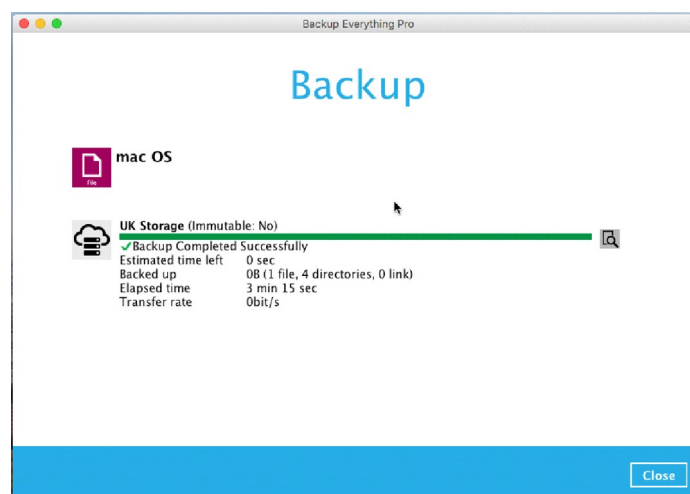 Backup Everything Pro
Backup
mac OS
File
UK Storage (Immutable: No)
Backup Completed Successfully
Estimated time left 0 sec
Backed up 0B (1 file, 4 directories, 0 link)
Elapsed time 3 min 15 sec
Transfer rate 0bit/s
Close